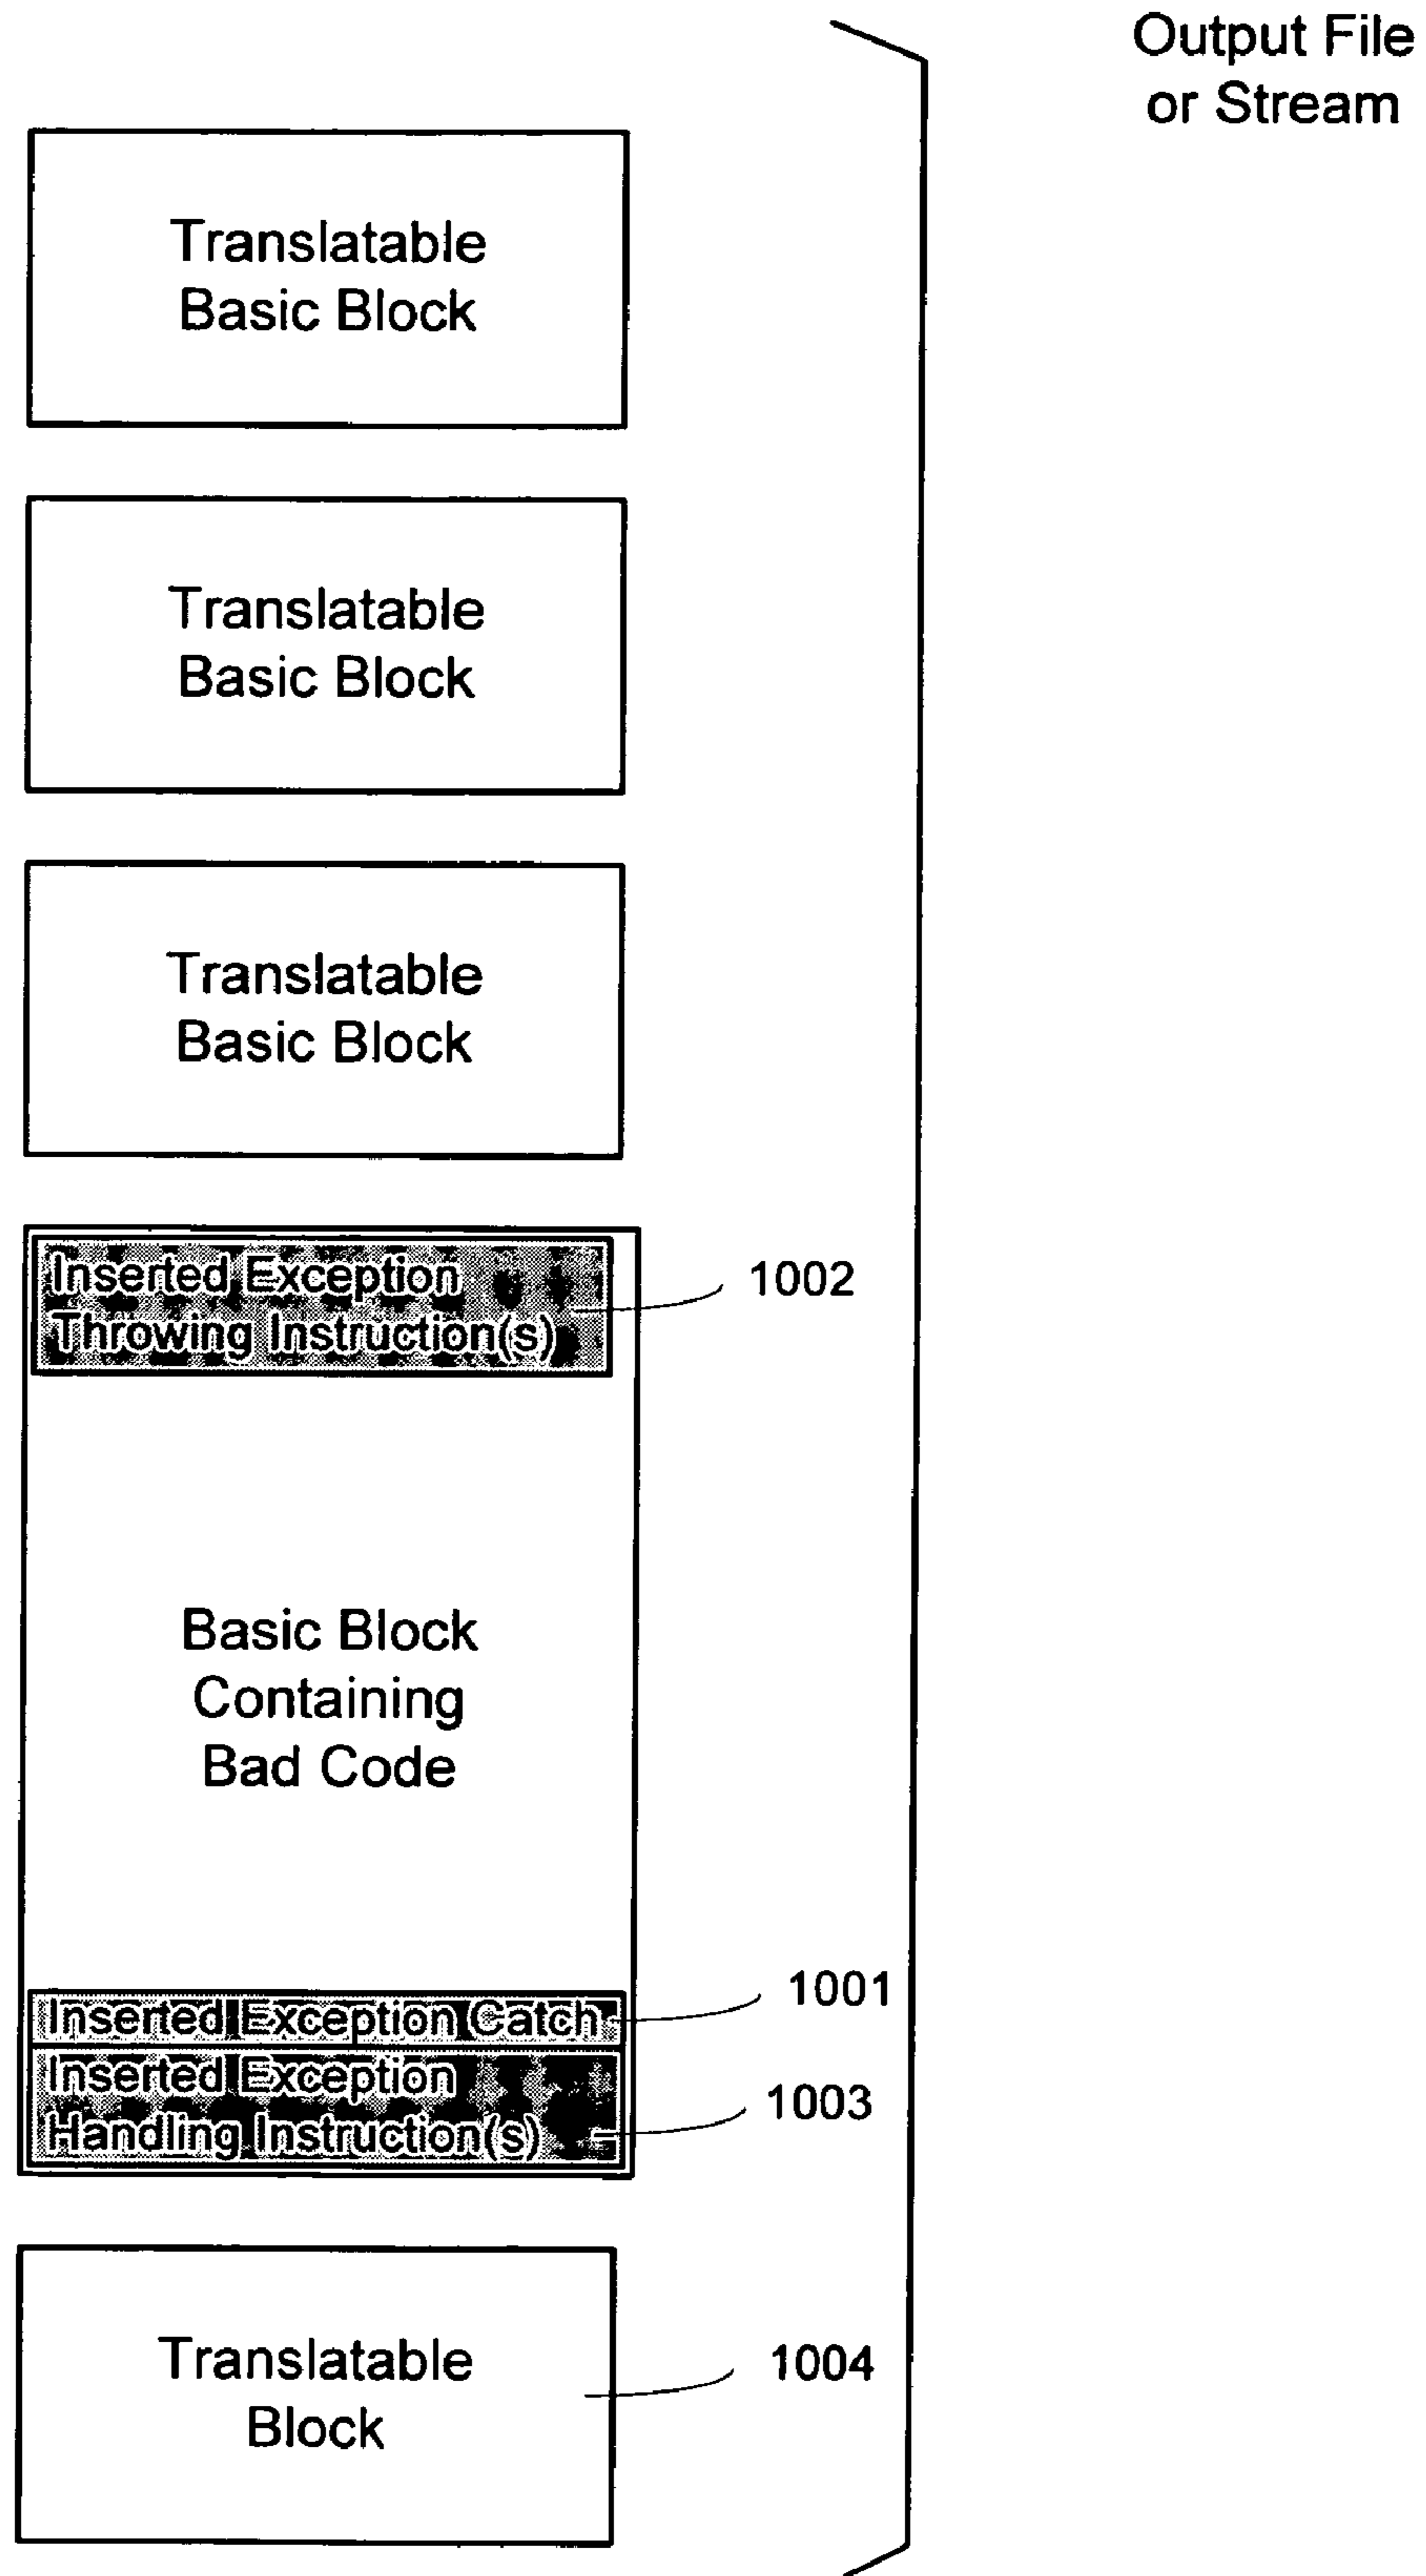 Output File
or Stream
Translatable
Basic Block
Translatable
Basic Block
Translatable
Basic Block
Inserted Exception
Throwing Instruction(s)
1002
Basic Block
Containing
Bad Code
1001
Inserted Exception Catch
Inserted Exception
Handling Instruction(s)
1003
Translatable
Block
1004